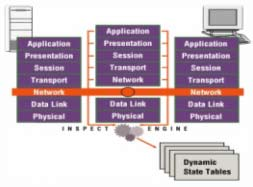 Application
Presentation
Session
Transport
Network
Data Link
Physical
Application
Presentation
Session
Transport
Network
Data Link
Physical
Application
Presentation
Session
Transport
Network
Data Link
Physical
INSPECT ENGINE
Dynamic
State Tables